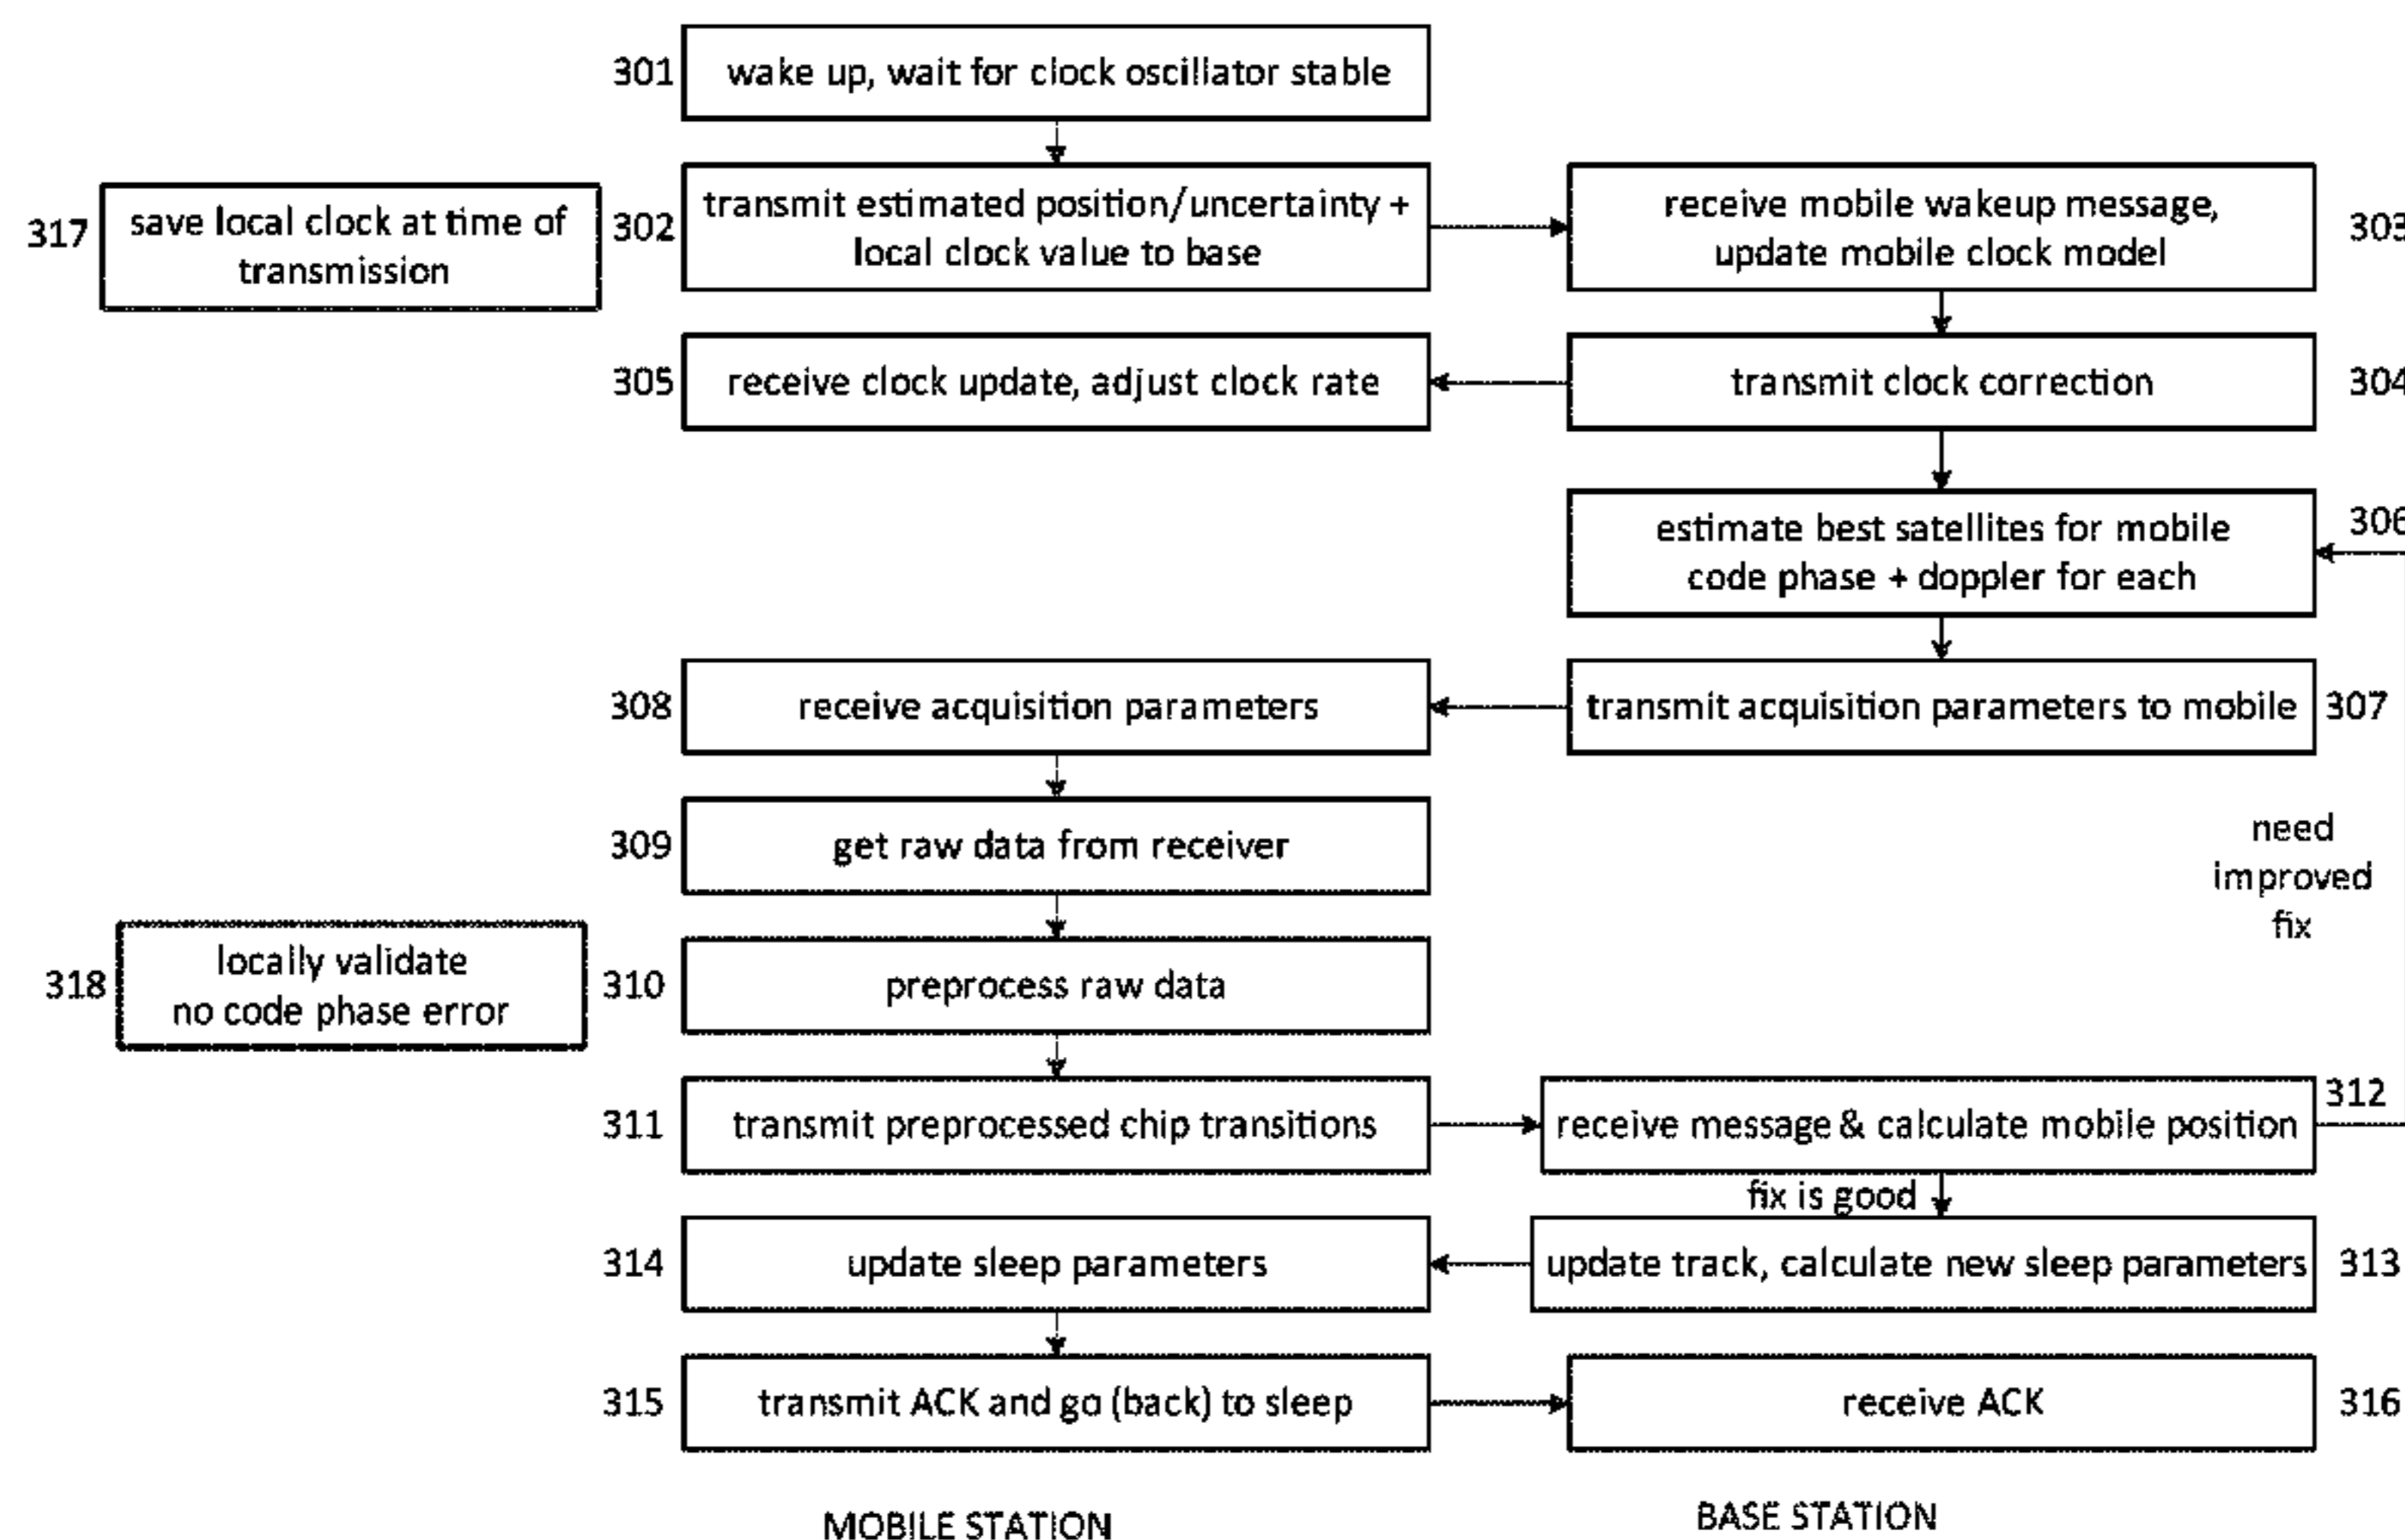 301
wake up, wait for clock oscillator stable
317
save local clock at time of
transmission
302
transmit estimated position/uncertainty +
local clock value to base
receive mobile wakeup message,
update mobile clock model
303
305
receive clock update, adjust clock rate
transmit clock correction
304
estimate best satellites for mobile
code phase + doppler for each
306
308
receive acquisition parameters
transmit acquisition parameters to mobile
307
309
get raw data from receiver
need
improved
fix
318
locally validate
no code phase error
310
preprocess raw data
311
transmit preprocessed chip transitions
receive message & calculate mobile position
312
fix is good
314
update sleep parameters
update track, calculate new sleep parameters
313
315
transmit ACK and go (back) to sleep
receive ACK
316
MOBILE STATION
BASE STATION